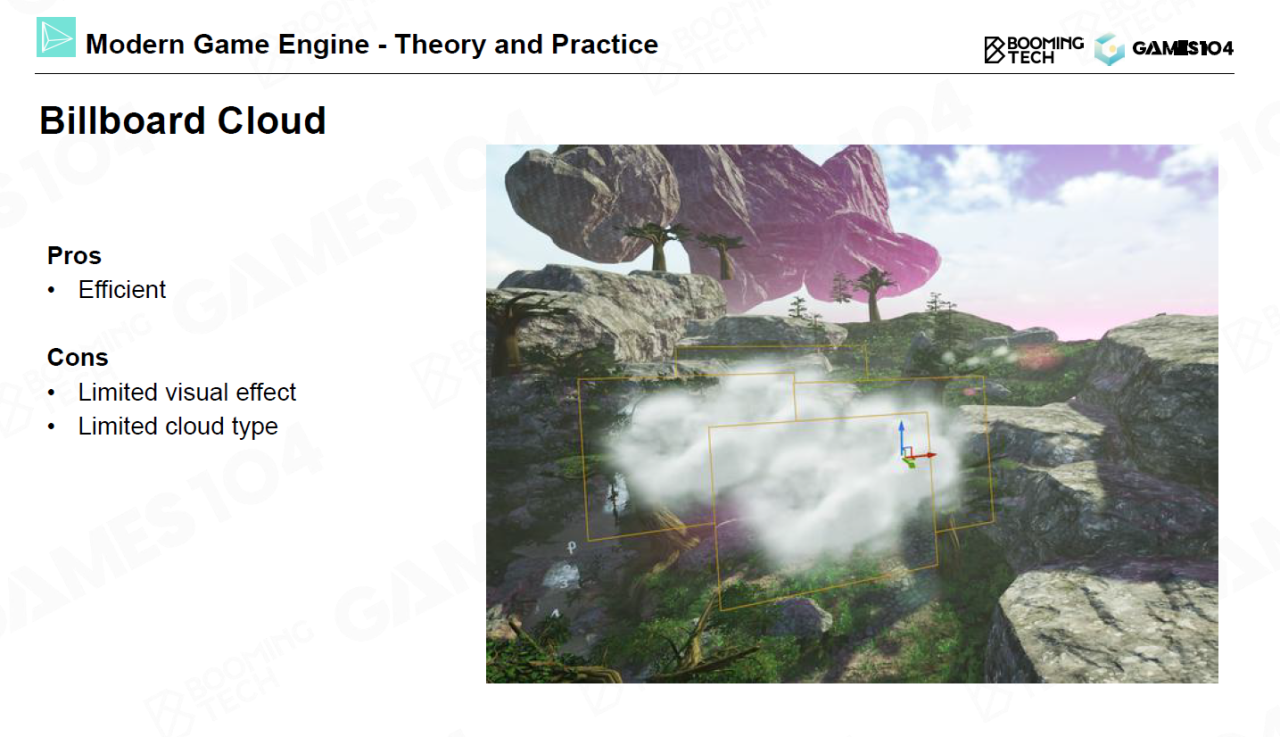 Modern Game Engine - Theory and Practice
BOOMING
TECH
GAMES104
Billboard Cloud
Pros
• Efficient
Cons
• Limited visual effect
• Limited cloud type